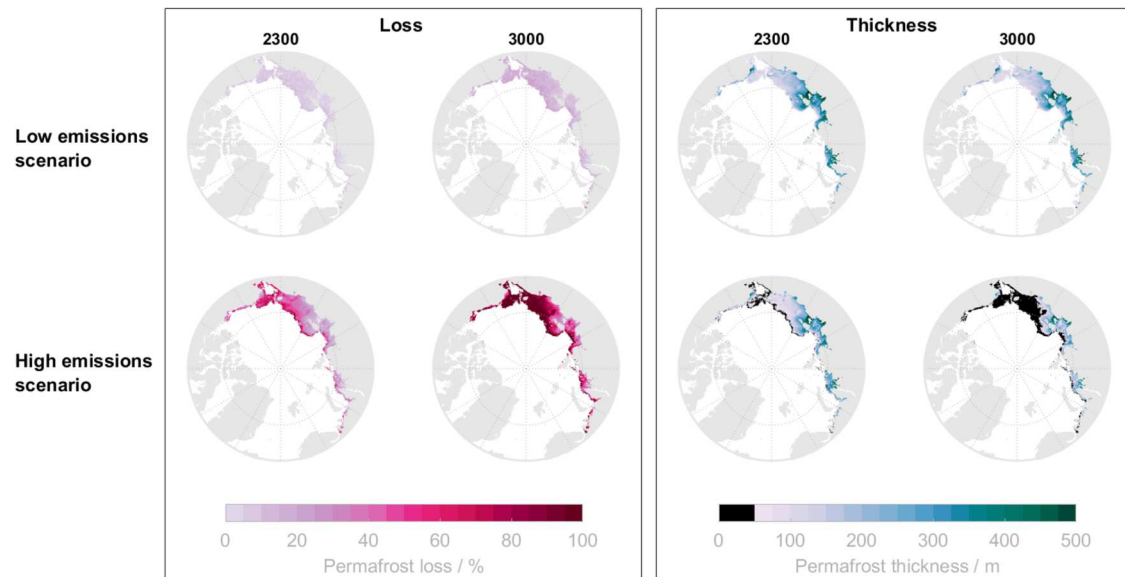 Loss
2300 3000
Thickness
2300 3000
Low emissions
scenario
High emissions
scenario
0 20 40 60 80 100
Permafrost loss / %
0 100 200 300 400 500
Permafrost thickness / m